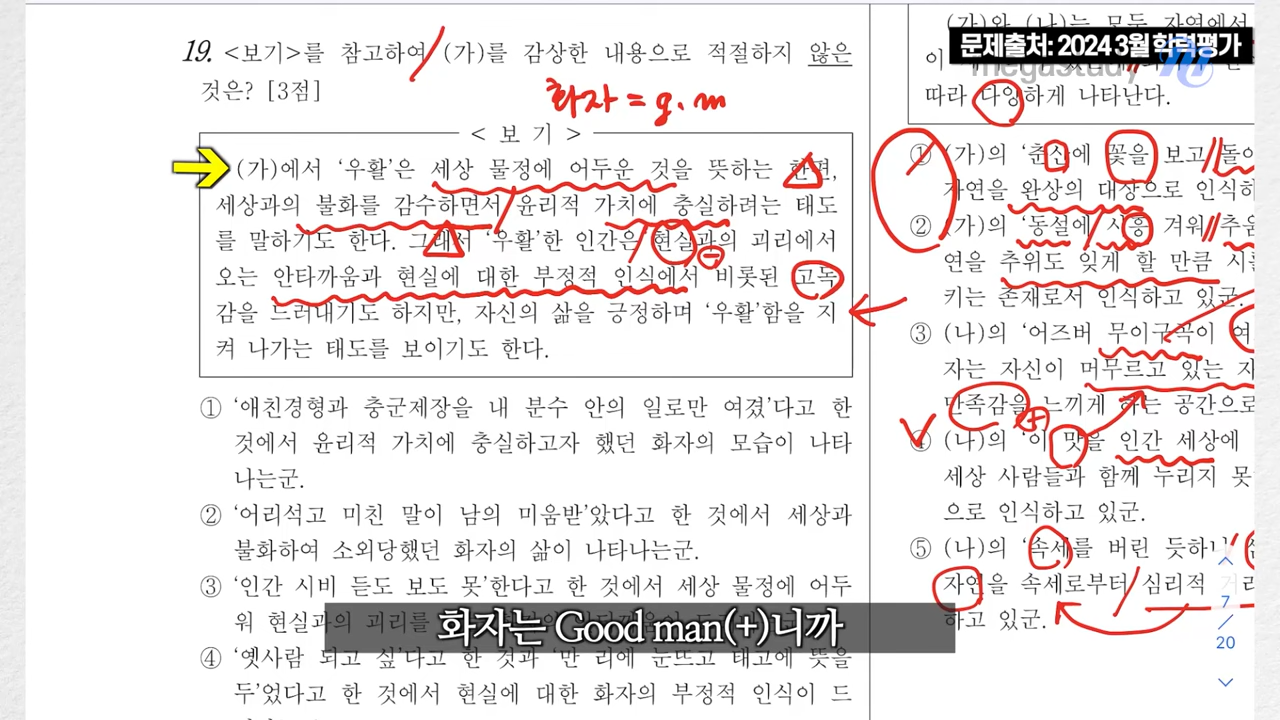 19. <보기>를 참고하여 (가)를 감상한 내용으로 적절하지 않은
것은? [3점]
화자 = g.m
< 보 기 >
(가)에서 ‘우활’은 세상 물정에 어두운 것을 뜻하는 한편,
세상과의 불화를 감수하면서 윤리적 가치에 충실하려는 태도
를 말하기도 한다. 그래서 ‘우활’한 인간은 현실과의 괴리에서
오는 안타까움과 현실에 대한 부정적 인식에서 비롯된 고독
감을 드러내기도 하지만, 자신의 삶을 긍정하며 ‘우활’함을 지
켜 나가는 태도를 보이기도 한다.
① ‘애친경형과 충군제장을 내 분수 안의 일로만 여겼’다고 한
것에서 윤리적 가치에 충실하고자 했던 화자의 모습이 나타
나는군.
② ‘어리석고 미친 말이 남의 미움받’았다고 한 것에서 세상과
불화하여 소외당했던 화자의 삶이 나타나는군.
③ ‘인간 시비 듣도 보도 못’한다고 한 것에서 세상 물정에 어두
워 현실과의 괴리를
④ ‘옛사람 되고 싶’다고 한 것과 ‘만 리에 눈뜨고 태고에 뜻을
두’었다고 한 것에서 현실에 대한 화자의 부정적 인식이 드
화자는 Good man(+)니까
(가)와 (나)는 모두 자연에서
문제출처: 2024 3월 학력평가
megastudy
이
따라 다양하게 나타난다.
① (가)의 ‘춘산에 꽃을 보고 돌아
자연을 완상의 대상으로 인식하
② (가)의 ‘동설에 시흥 겨워 추움
연을 추위도 잊게 할 만큼 시흥
키는 존재로서 인식하고 있군.
③ (나)의 ‘어즈버 무이구곡이 여
자는 자신이 머무르고 있는 자
만족감을 느끼게 하는 공간으로
④ (나)의 ‘이 맛을 인간 세상에
세상 사람들과 함께 누리지 못
으로 인식하고 있군.
⑤ (나)의 ‘속세를 버린 듯하니
자연을 속세로부터 심리적 거리
하고 있군.
7
/
20